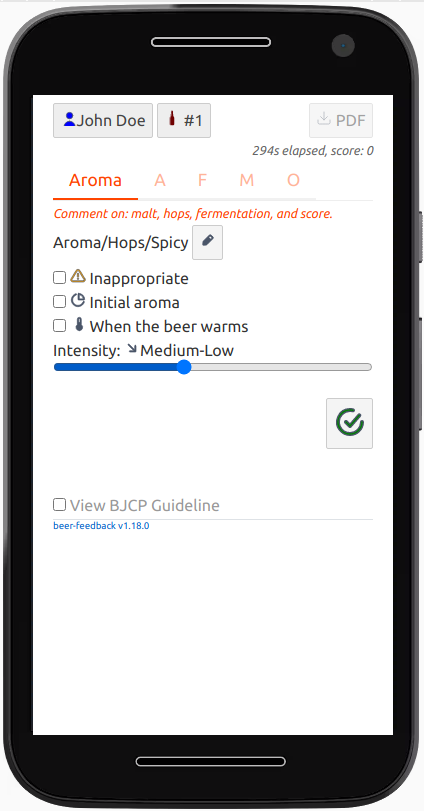 John Doe #1 PDF
294s elapsed, score: 0
Aroma A F M O
Comment on: malt, hops, fermentation, and score.
Aroma/Hops/Spicy
Inappropriate
Initial aroma
When the beer warms
Intensity: Medium-Low
View BJCP Guideline
beer-feedback v1.18.0